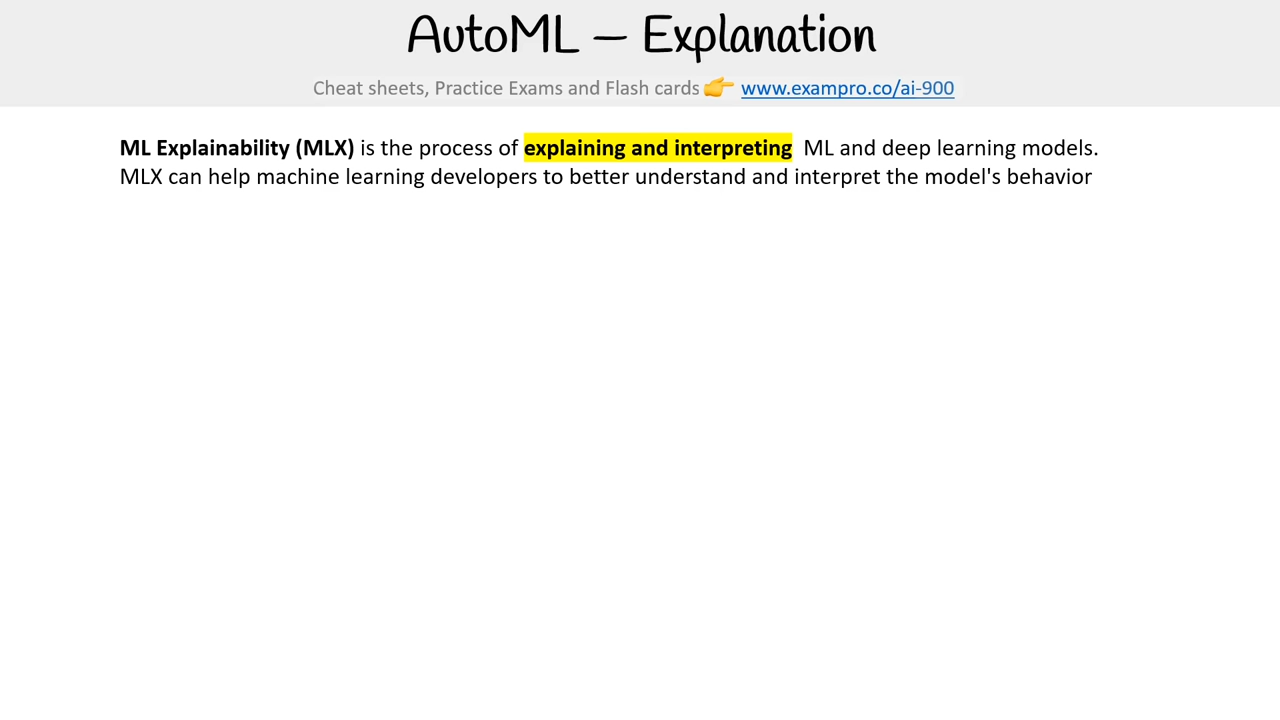 AutoML – Explanation
Cheat sheets, Practice Exams and Flash cards 👉 www.exampro.co/ai-900
ML Explainability (MLX) is the process of explaining and interpreting ML and deep learning models.
MLX can help machine learning developers to better understand and interpret the model's behavior